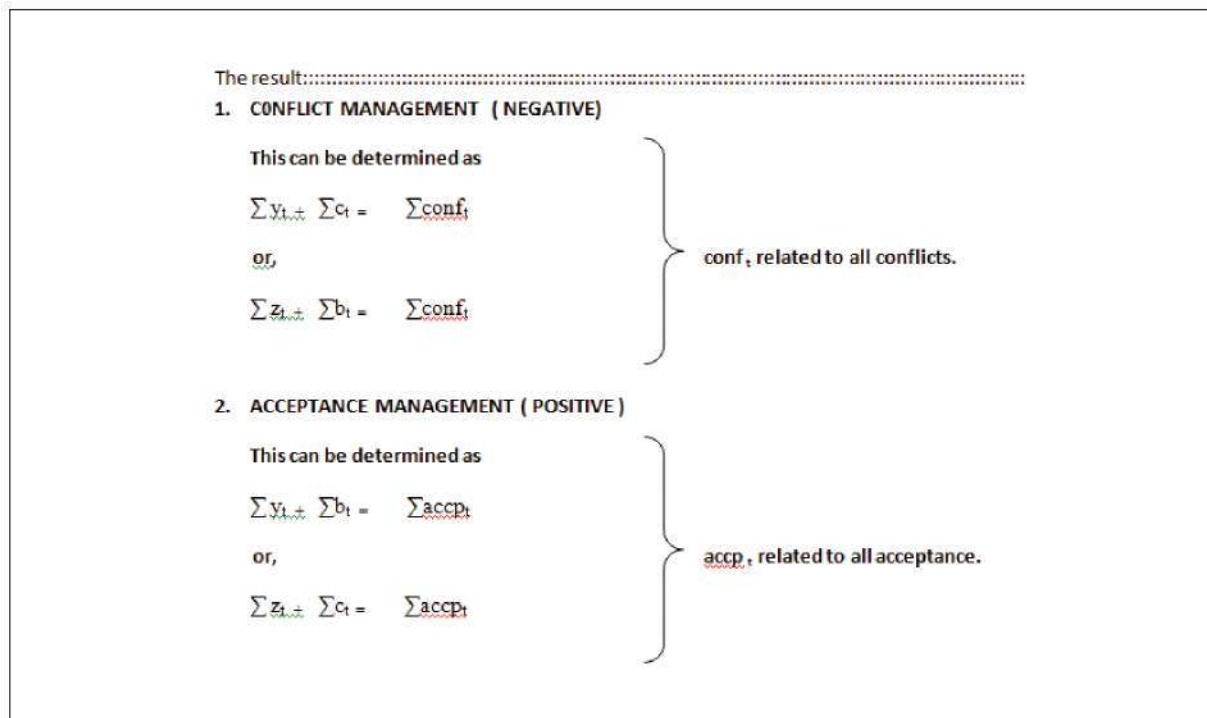 The result::::::::::::::::::::::::::::::::::::::::::::::::::::::::::::::::::::::::::::::::::::::::::::::::::::::::::::::::::::::::::::
1. CONFLICT MANAGEMENT ( NEGATIVE)
This can be determined as
∑yₜ + ∑cₜ = ∑confₜ
or,
confₜ related to all conflicts.
∑zₜ + ∑bₜ = ∑confₜ
2. ACCEPTANCE MANAGEMENT ( POSITIVE )
This can be determined as
∑yₜ + ∑bₜ = ∑accpₜ
or,
accpₜ related to all acceptance.
∑zₜ + ∑cₜ = ∑accpₜ